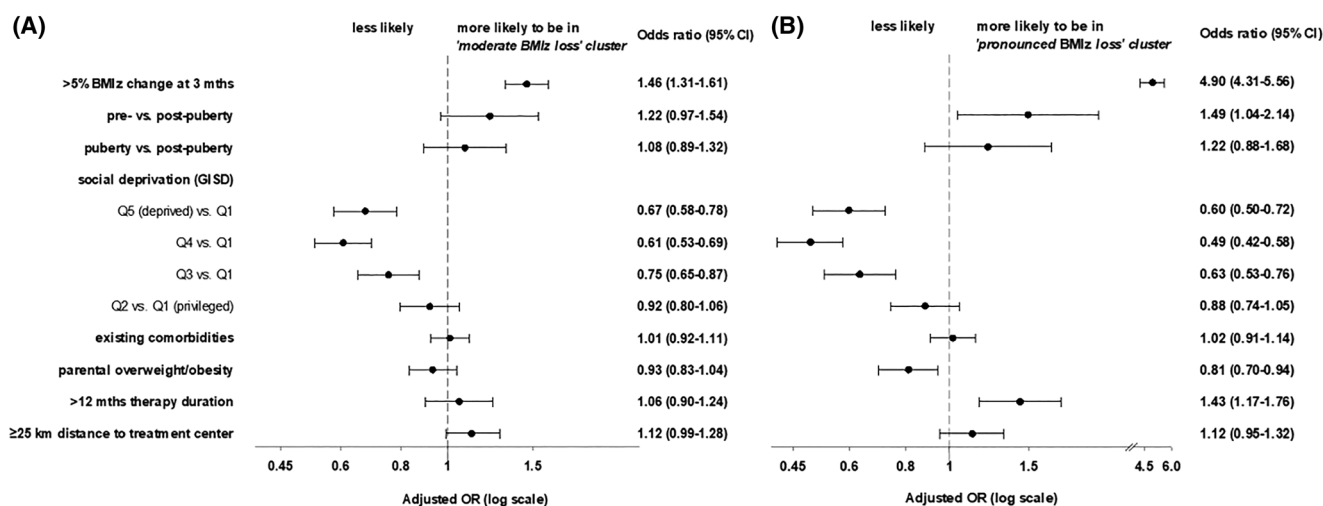 (A)
less likely
more likely to be in
'moderate BMIz loss' cluster
Odds ratio (95% CI)
>5% BMIz change at 3 mths
1.46 (1.31-1.61)
pre- vs. post-puberty
1.22 (0.97-1.54)
puberty vs. post-puberty
1.08 (0.89-1.32)
social deprivation (GISD)
Q5 (deprived) vs. Q1
0.67 (0.58-0.78)
Q4 vs. Q1
0.61 (0.53-0.69)
Q3 vs. Q1
0.75 (0.65-0.87)
Q2 vs. Q1 (privileged)
0.92 (0.80-1.06)
existing comorbidities
1.01 (0.92-1.11)
parental overweight/obesity
0.93 (0.83-1.04)
>12 mths therapy duration
1.06 (0.90-1.24)
≥25 km distance to treatment center
1.12 (0.99-1.28)
0.45 0.6 0.8 1 1.5
Adjusted OR (log scale)
(B)
less likely
more likely to be in
'pronounced BMIz loss' cluster
Odds ratio (95% CI)
4.90 (4.31-5.56)
1.49 (1.04-2.14)
1.22 (0.88-1.68)
0.60 (0.50-0.72)
0.49 (0.42-0.58)
0.63 (0.53-0.76)
0.88 (0.74-1.05)
1.02 (0.91-1.14)
0.81 (0.70-0.94)
1.43 (1.17-1.76)
1.12 (0.95-1.32)
0.45 0.6 0.8 1 1.5 4.5 6.0
Adjusted OR (log scale)